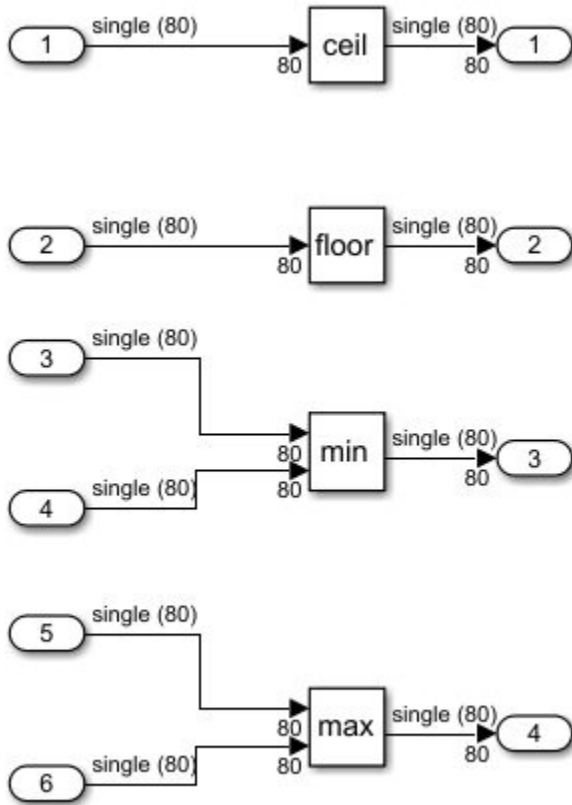 1 single (80) 80 ceil single (80) 80 1
2 single (80) 80 floor single (80) 80 2
3 single (80)
80 min single (80) 80 3
4 single (80) 80
5 single (80)
80 max single (80) 80 4
6 single (80) 80